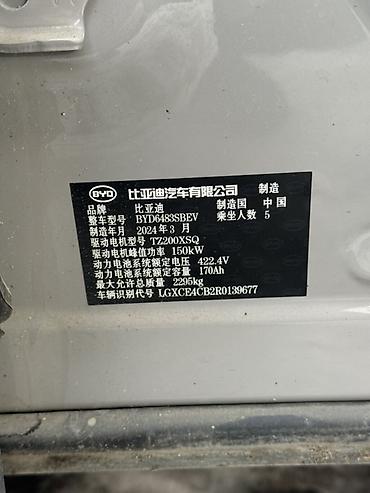 BYD 比亚迪汽车有限公司 制造
品牌 比亚迪 制造国 中国
整车型号 BYD6483SBEV 乘坐人数 5
制造年月 2024年3月
驱动电机型号 TZ200XSQ
驱动电机峰值功率 150kW
动力电池系统额定电压 422.4V
动力电池系统额定容量 170Ah
最大允许总质量 2295kg
车辆识别代号 LGXCE4CB2R0139677